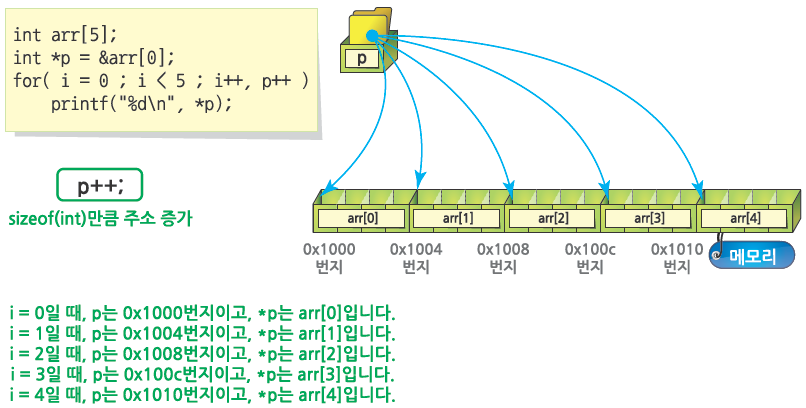 int arr[5];
int *p = &arr[0];
for( i = 0 ; i < 5 ; i++, p++ )
    printf("%d\n", *p);
p
p++;
sizeof(int)만큼 주소 증가
arr[0] arr[1] arr[2] arr[3] arr[4]
0x1000 0x1004 0x1008 0x100c 0x1010
번지 번지 번지 번지 번지
메모리
i = 0일 때, p는 0x1000번지이고, *p는 arr[0]입니다.
i = 1일 때, p는 0x1004번지이고, *p는 arr[1]입니다.
i = 2일 때, p는 0x1008번지이고, *p는 arr[2]입니다.
i = 3일 때, p는 0x100c번지이고, *p는 arr[3]입니다.
i = 4일 때, p는 0x1010번지이고, *p는 arr[4]입니다.